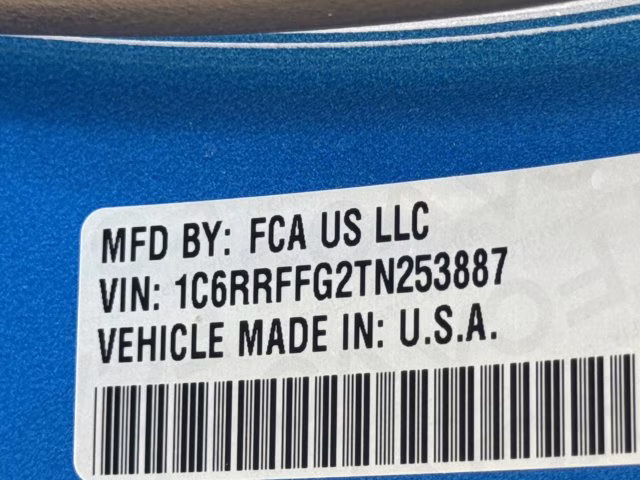 MFD BY: FCA US LLC
VIN: 1C6RRFFG2TN253887
VEHICLE MADE IN: U.S.A.